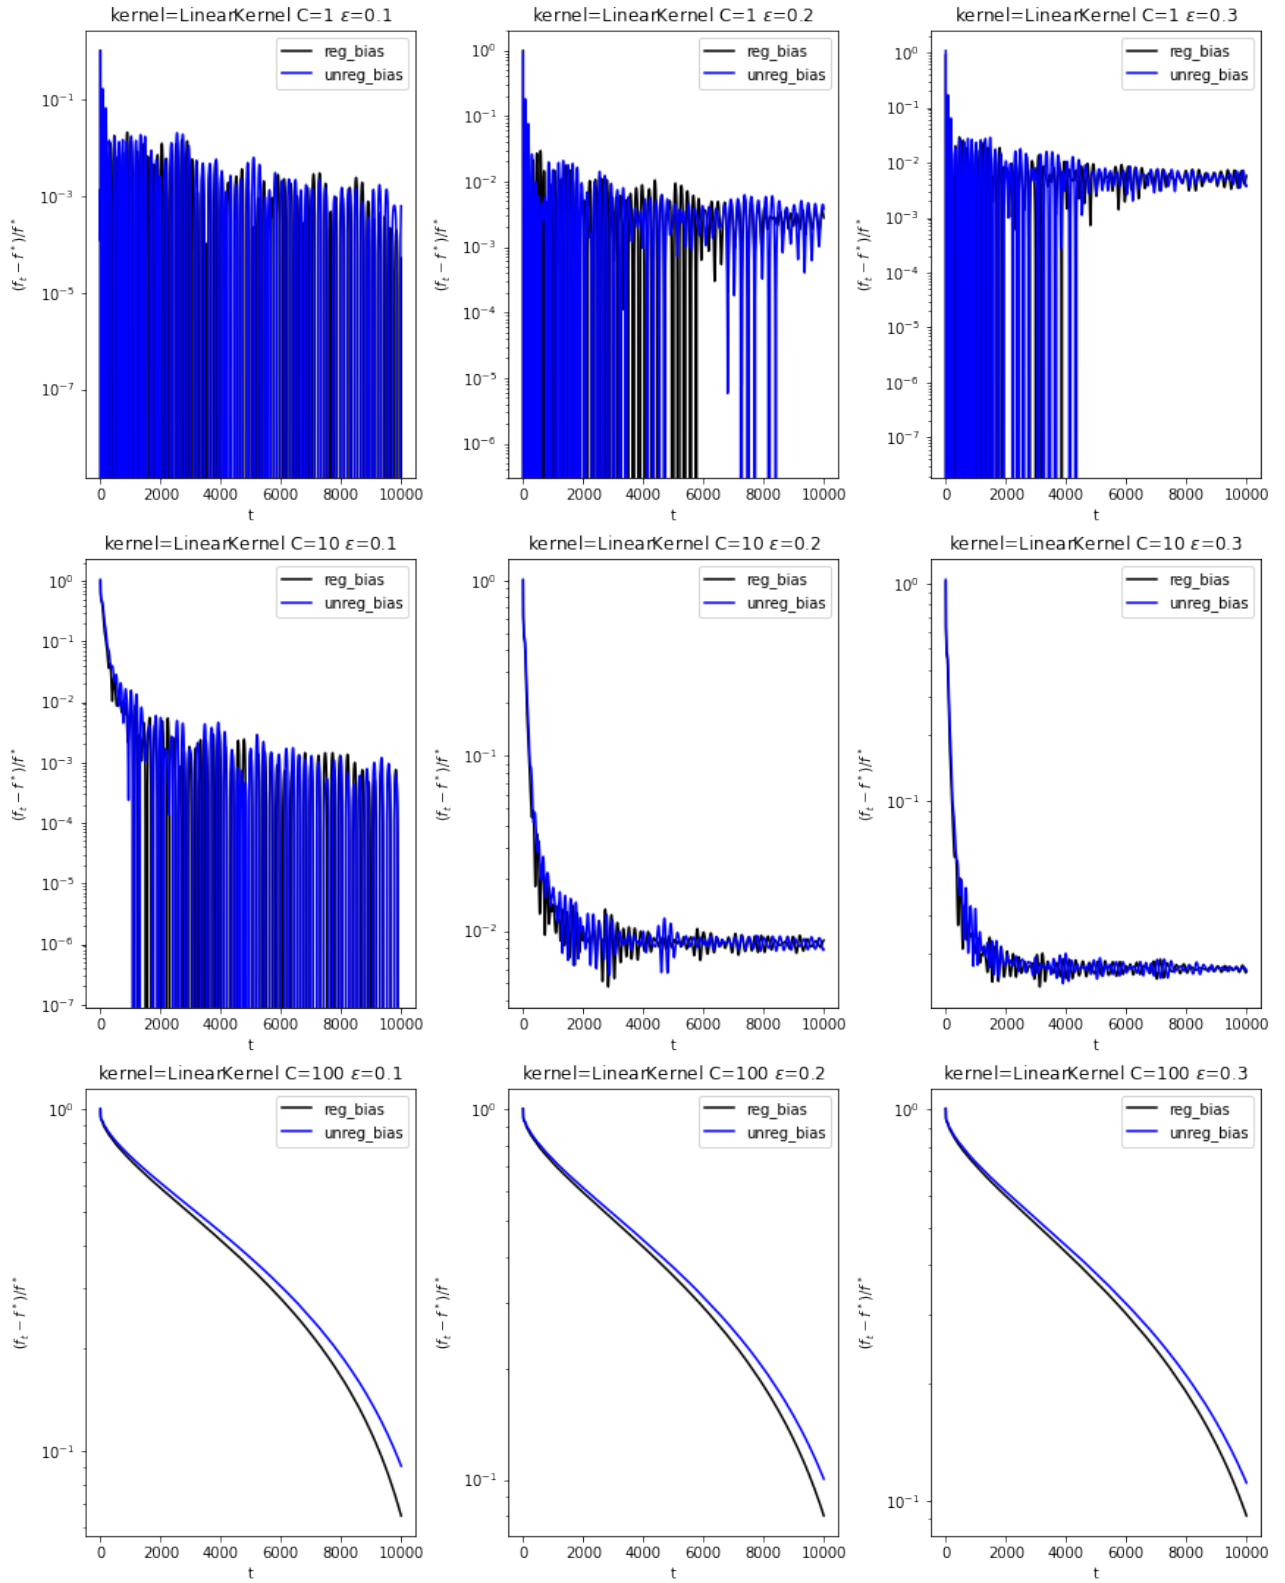 kernel=LinearKernel C=1 ε=0.1
reg_bias
unreg_bias
10⁻¹
10⁻³
10⁻⁵
10⁻⁷
(fₜ − f*)/f*
0 2000 4000 6000 8000 10000
t
kernel=LinearKernel C=1 ε=0.2
reg_bias
unreg_bias
10⁰
10⁻¹
10⁻²
10⁻³
10⁻⁴
10⁻⁵
10⁻⁶
(fₜ − f*)/f*
0 2000 4000 6000 8000 10000
t
kernel=LinearKernel C=1 ε=0.3
reg_bias
unreg_bias
10⁰
10⁻¹
10⁻²
10⁻³
10⁻⁴
10⁻⁵
10⁻⁶
10⁻⁷
(fₜ − f*)/f*
0 2000 4000 6000 8000 10000
t
kernel=LinearKernel C=10 ε=0.1
reg_bias
unreg_bias
10⁰
10⁻¹
10⁻²
10⁻³
10⁻⁴
10⁻⁵
10⁻⁶
10⁻⁷
(fₜ − f*)/f*
0 2000 4000 6000 8000 10000
t
kernel=LinearKernel C=10 ε=0.2
reg_bias
unreg_bias
10⁰
10⁻¹
10⁻²
(fₜ − f*)/f*
0 2000 4000 6000 8000 10000
t
kernel=LinearKernel C=10 ε=0.3
reg_bias
unreg_bias
10⁰
10⁻¹
(fₜ − f*)/f*
0 2000 4000 6000 8000 10000
t
kernel=LinearKernel C=100 ε=0.1
reg_bias
unreg_bias
10⁰
10⁻¹
(fₜ − f*)/f*
0 2000 4000 6000 8000 10000
t
kernel=LinearKernel C=100 ε=0.2
reg_bias
unreg_bias
10⁰
10⁻¹
(fₜ − f*)/f*
0 2000 4000 6000 8000 10000
t
kernel=LinearKernel C=100 ε=0.3
reg_bias
unreg_bias
10⁰
10⁻¹
(fₜ − f*)/f*
0 2000 4000 6000 8000 10000
t